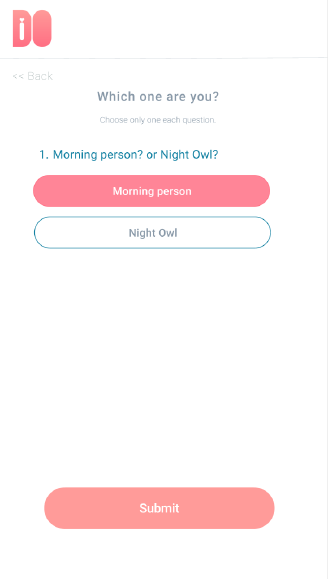 iDO
<< Back
Which one are you?
Choose only one each question.
1. Morning person? or Night Owl?
Morning person
Night Owl
Submit